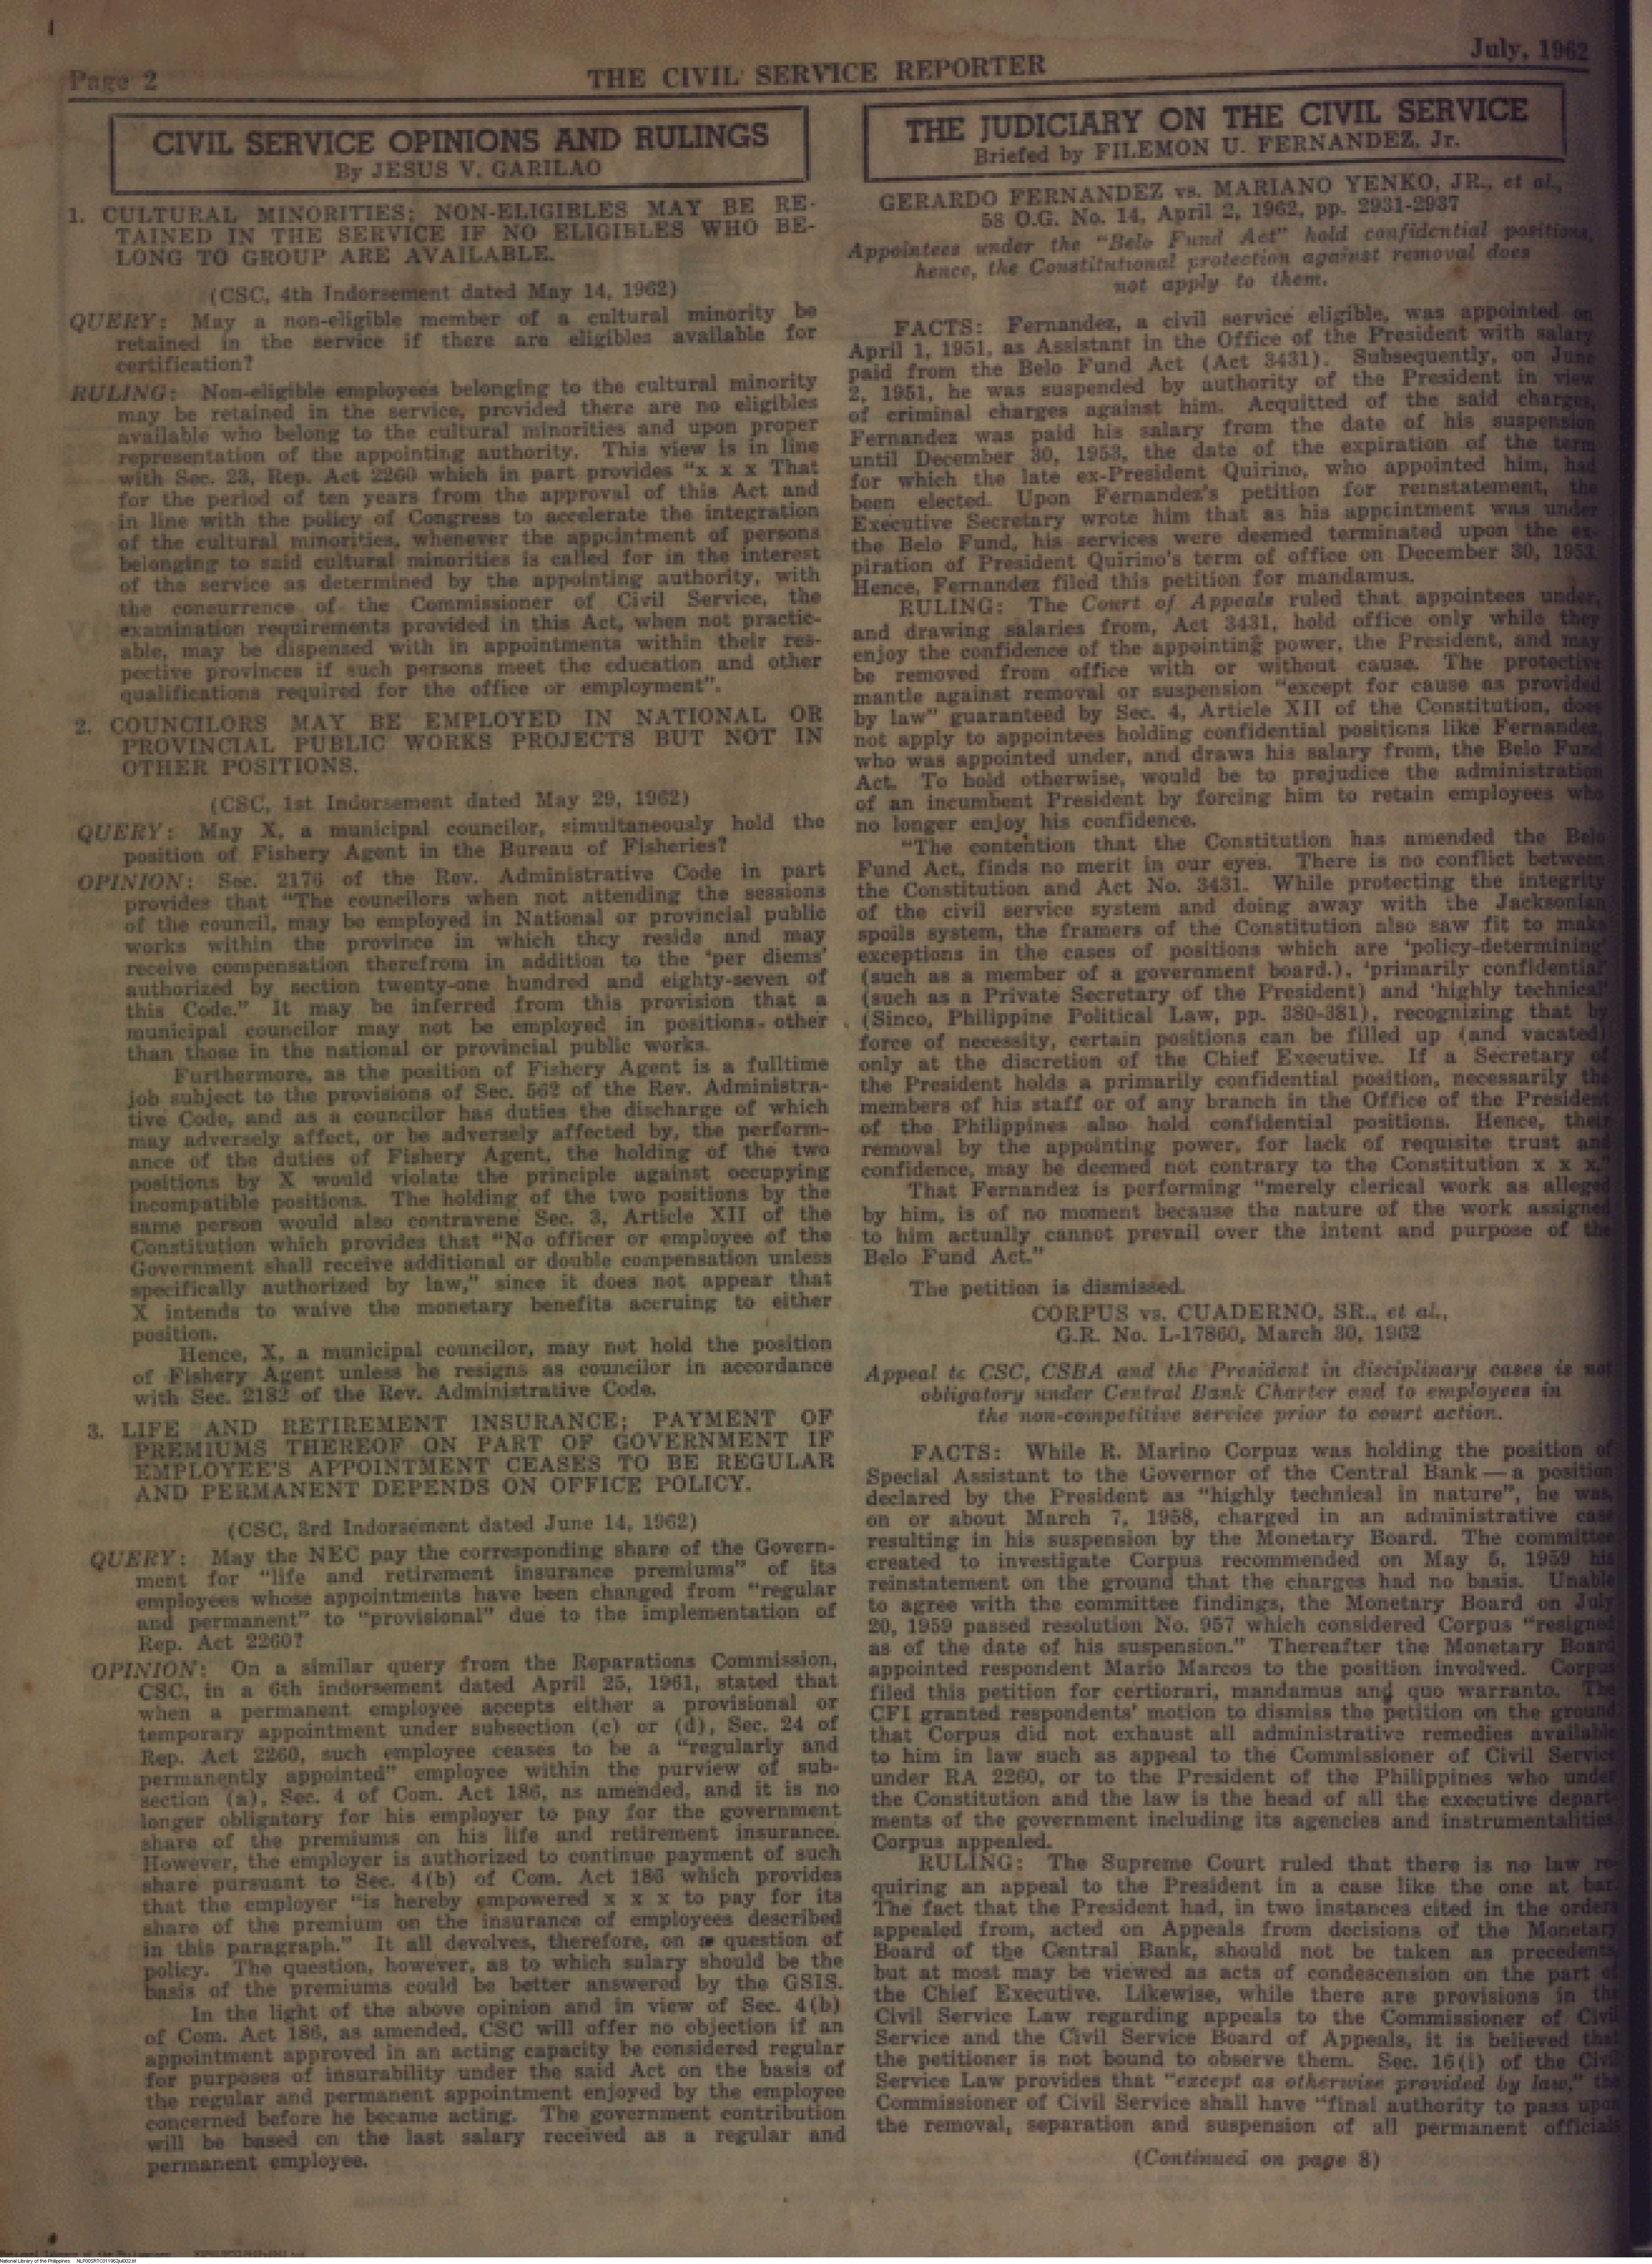 Page 2
THE CIVIL SERVICE REPORTER
July, 1962
CIVIL SERVICE OPINIONS AND RULINGS
By JESUS V. GARILAO
1. CULTURAL MINORITIES; NON-ELIGIBLES MAY BE RE-
TAINED IN THE SERVICE IF NO ELIGIBLES WHO BE-
LONG TO GROUP ARE AVAILABLE.
(CSC, 4th Indorsement dated May 14, 1962)
QUERY: May a non-eligible member of a cultural minority be
retained in the service if there are eligibles available for
certification?
RULING: Non-eligible employees belonging to the cultural minority
may be retained in the service, provided there are no eligibles
available who belong to the cultural minorities and upon proper
representation of the appointing authority. This view is in line
with Sec. 23, Rep. Act 2260 which in part provides "x x x That
for the period of ten years from the approval of this Act and
in line with the policy of Congress to accelerate the integration
of the cultural minorities, whenever the appointment of persons
belonging to said cultural minorities is called for in the interest
of the service as determined by the appointing authority, with
the concurrence of the Commissioner of Civil Service, the
examination requirements provided in this Act, when not practic-
able, may be dispensed with in appointments within their res-
pective provinces if such persons meet the education and other
qualifications required for the office or employment".
2. COUNCILORS MAY BE EMPLOYED IN NATIONAL OR
PROVINCIAL PUBLIC WORKS PROJECTS BUT NOT IN
OTHER POSITIONS.
(CSC, 1st Indorsement dated May 29, 1962)
QUERY: May X, a municipal councilor, simultaneously hold the
position of Fishery Agent in the Bureau of Fisheries?
OPINION: Sec. 2176 of the Rev. Administrative Code in part
provides that "The councilors when not attending the sessions
of the council, may be employed in National or provincial public
works within the province in which they reside and may
receive compensation therefrom in addition to the 'per diems'
authorized by section twenty-one hundred and eighty-seven of
this Code." It may be inferred from this provision that a
municipal councilor may not be employed in positions other
than those in the national or provincial public works.
Furthermore, as the position of Fishery Agent is a fulltime
job subject to the provisions of Sec. 562 of the Rev. Administra-
tive Code, and as a councilor has duties the discharge of which
may adversely affect, or be adversely affected by, the perform-
ance of the duties of Fishery Agent, the holding of the two
positions by X would violate the principle against occupying
incompatible positions. The holding of the two positions by the
same person would also contravene Sec. 3, Article XII of the
Constitution which provides that "No officer or employee of the
Government shall receive additional or double compensation unless
specifically authorized by law," since it does not appear that
X intends to waive the monetary benefits accruing to either
position.
Hence, X, a municipal councilor, may not hold the position
of Fishery Agent unless he resigns as councilor in accordance
with Sec. 2182 of the Rev. Administrative Code.
3. LIFE AND RETIREMENT INSURANCE; PAYMENT OF
PREMIUMS THEREOF ON PART OF GOVERNMENT IF
EMPLOYEE'S APPOINTMENT CEASES TO BE REGULAR
AND PERMANENT DEPENDS ON OFFICE POLICY.
(CSC, 3rd Indorsement dated June 14, 1962)
QUERY: May the NEC pay the corresponding share of the Govern-
ment for "life and retirement insurance premiums" of its
employees whose appointments have been changed from "regular
and permanent" to "provisional" due to the implementation of
Rep. Act 2260?
OPINION: On a similar query from the Reparations Commission,
CSC, in a 6th indorsement dated April 25, 1961, stated that
when a permanent employee accepts either a provisional or
temporary appointment under subsection (c) or (d), Sec. 24 of
Rep. Act 2260, such employee ceases to be a "regularly and
permanently appointed" employee within the purview of sub-
section (a), Sec. 4 of Com. Act 186, as amended, and it is no
longer obligatory for his employer to pay for the government
share of the premiums on his life and retirement insurance.
However, the employer is authorized to continue payment of such
share pursuant to Sec. 4(b) of Com. Act 186 which provides
that the employer "is hereby empowered x x x to pay for its
share of the premium on the insurance of employees described
in this paragraph." It all devolves, therefore, on a question of
policy. The question, however, as to which salary should be the
basis of the premiums could be better answered by the GSIS.
In the light of the above opinion and in view of Sec. 4(b)
of Com. Act 186, as amended, CSC will offer no objection if an
appointment approved in an acting capacity be considered regular
for purposes of insurability under the said Act on the basis of
the regular and permanent appointment enjoyed by the employee
concerned before he became acting. The government contribution
will be based on the last salary received as a regular and
permanent employee.
THE JUDICIARY ON THE CIVIL SERVICE
Briefed by FILEMON U. FERNANDEZ, Jr.
GERARDO FERNANDEZ vs. MARIANO YENKO, JR., et al.,
58 O.G. No. 14, April 2, 1962, pp. 2931-2937
Appointees under the "Belo Fund Act" hold confidential positions,
hence, the Constitutional protection against removal does
not apply to them.
FACTS: Fernandez, a civil service eligible, was appointed on
April 1, 1951, as Assistant in the Office of the President with salary
paid from the Belo Fund Act (Act 3431). Subsequently, on June
2, 1951, he was suspended by authority of the President in view
of criminal charges against him. Acquitted of the said charges,
Fernandez was paid his salary from the date of his suspension
until December 30, 1953, the date of the expiration of the term
for which the late ex-President Quirino, who appointed him, had
been elected. Upon Fernandez's petition for reinstatement, the
Executive Secretary wrote him that as his appointment was under
the Belo Fund, his services were deemed terminated upon the ex-
piration of President Quirino's term of office on December 30, 1953.
Hence, Fernandez filed this petition for mandamus.
RULING: The Court of Appeals ruled that appointees under,
and drawing salaries from, Act 3431, hold office only while they
enjoy the confidence of the appointing power, the President, and may
be removed from office with or without cause. The protective
mantle against removal or suspension "except for cause as provided
by law" guaranteed by Sec. 4, Article XII of the Constitution, does
not apply to appointees holding confidential positions like Fernandez,
who was appointed under, and draws his salary from, the Belo Fund
Act. To hold otherwise, would be to prejudice the administration
of an incumbent President by forcing him to retain employees who
no longer enjoy his confidence.
"The contention that the Constitution has amended the Belo
Fund Act, finds no merit in our eyes. There is no conflict between
the Constitution and Act No. 3431. While protecting the integrity
of the civil service system and doing away with the Jacksonian
spoils system, the framers of the Constitution also saw fit to make
exceptions in the cases of positions which are 'policy-determining'
(such as a member of a government board.), 'primarily confidential'
(such as a Private Secretary of the President) and 'highly technical'
(Sinco, Philippine Political Law, pp. 380-381), recognizing that by
force of necessity, certain positions can be filled up (and vacated)
only at the discretion of the Chief Executive. If a Secretary of
the President holds a primarily confidential position, necessarily the
members of his staff or of any branch in the Office of the President
of the Philippines also hold confidential positions. Hence, their
removal by the appointing power, for lack of requisite trust and
confidence, may be deemed not contrary to the Constitution x x x."
That Fernandez is performing "merely clerical work as alleged
by him, is of no moment because the nature of the work assigned
to him actually cannot prevail over the intent and purpose of the
Belo Fund Act."
The petition is dismissed.
CORPUS vs. CUADERNO, SR., et al.,
G.R. No. L-17860, March 30, 1962
Appeal to CSC, CSBA and the President in disciplinary cases is not
obligatory under Central Bank Charter and to employees in
the non-competitive service prior to court action.
FACTS: While R. Marino Corpuz was holding the position of
Special Assistant to the Governor of the Central Bank — a position
declared by the President as "highly technical in nature", he was,
on or about March 7, 1958, charged in an administrative case
resulting in his suspension by the Monetary Board. The committee
created to investigate Corpus recommended on May 5, 1959 his
reinstatement on the ground that the charges had no basis. Unable
to agree with the committee findings, the Monetary Board on July
20, 1959 passed resolution No. 957 which considered Corpus "resigned
as of the date of his suspension." Thereafter the Monetary Board
appointed respondent Mario Marcos to the position involved. Corpus
filed this petition for certiorari, mandamus and quo warranto. The
CFI granted respondents' motion to dismiss the petition on the ground
that Corpus did not exhaust all administrative remedies available
to him in law such as appeal to the Commissioner of Civil Service
under RA 2260, or to the President of the Philippines who under
the Constitution and the law is the head of all the executive depart-
ments of the government including its agencies and instrumentalities.
Corpus appealed.
RULING: The Supreme Court ruled that there is no law re-
quiring an appeal to the President in a case like the one at bar.
The fact that the President had, in two instances cited in the orders
appealed from, acted on Appeals from decisions of the Monetary
Board of the Central Bank, should not be taken as precedents,
but at most may be viewed as acts of condescension on the part of
the Chief Executive. Likewise, while there are provisions in the
Civil Service Law regarding appeals to the Commissioner of Civil
Service and the Civil Service Board of Appeals, it is believed that
the petitioner is not bound to observe them. Sec. 16(i) of the Civil
Service Law provides that "except as otherwise provided by law," the
Commissioner of Civil Service shall have "final authority to pass upon
the removal, separation and suspension of all permanent officials
(Continued on page 8)
National Library of the Philippines